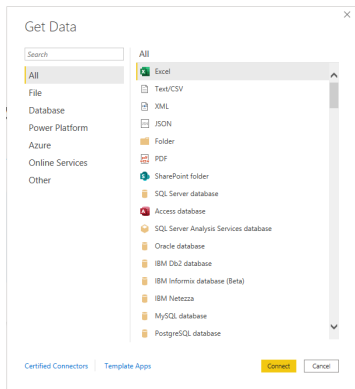 Get Data
Search
All
File
Database
Power Platform
Azure
Online Services
Other
All
Excel
Text/CSV
XML
JSON
Folder
PDF
SharePoint folder
SQL Server database
Access database
SQL Server Analysis Services database
Oracle database
IBM Db2 database
IBM Informix database (Beta)
IBM Netezza
MySQL database
PostgreSQL database
Certified Connectors Template Apps Connect Cancel